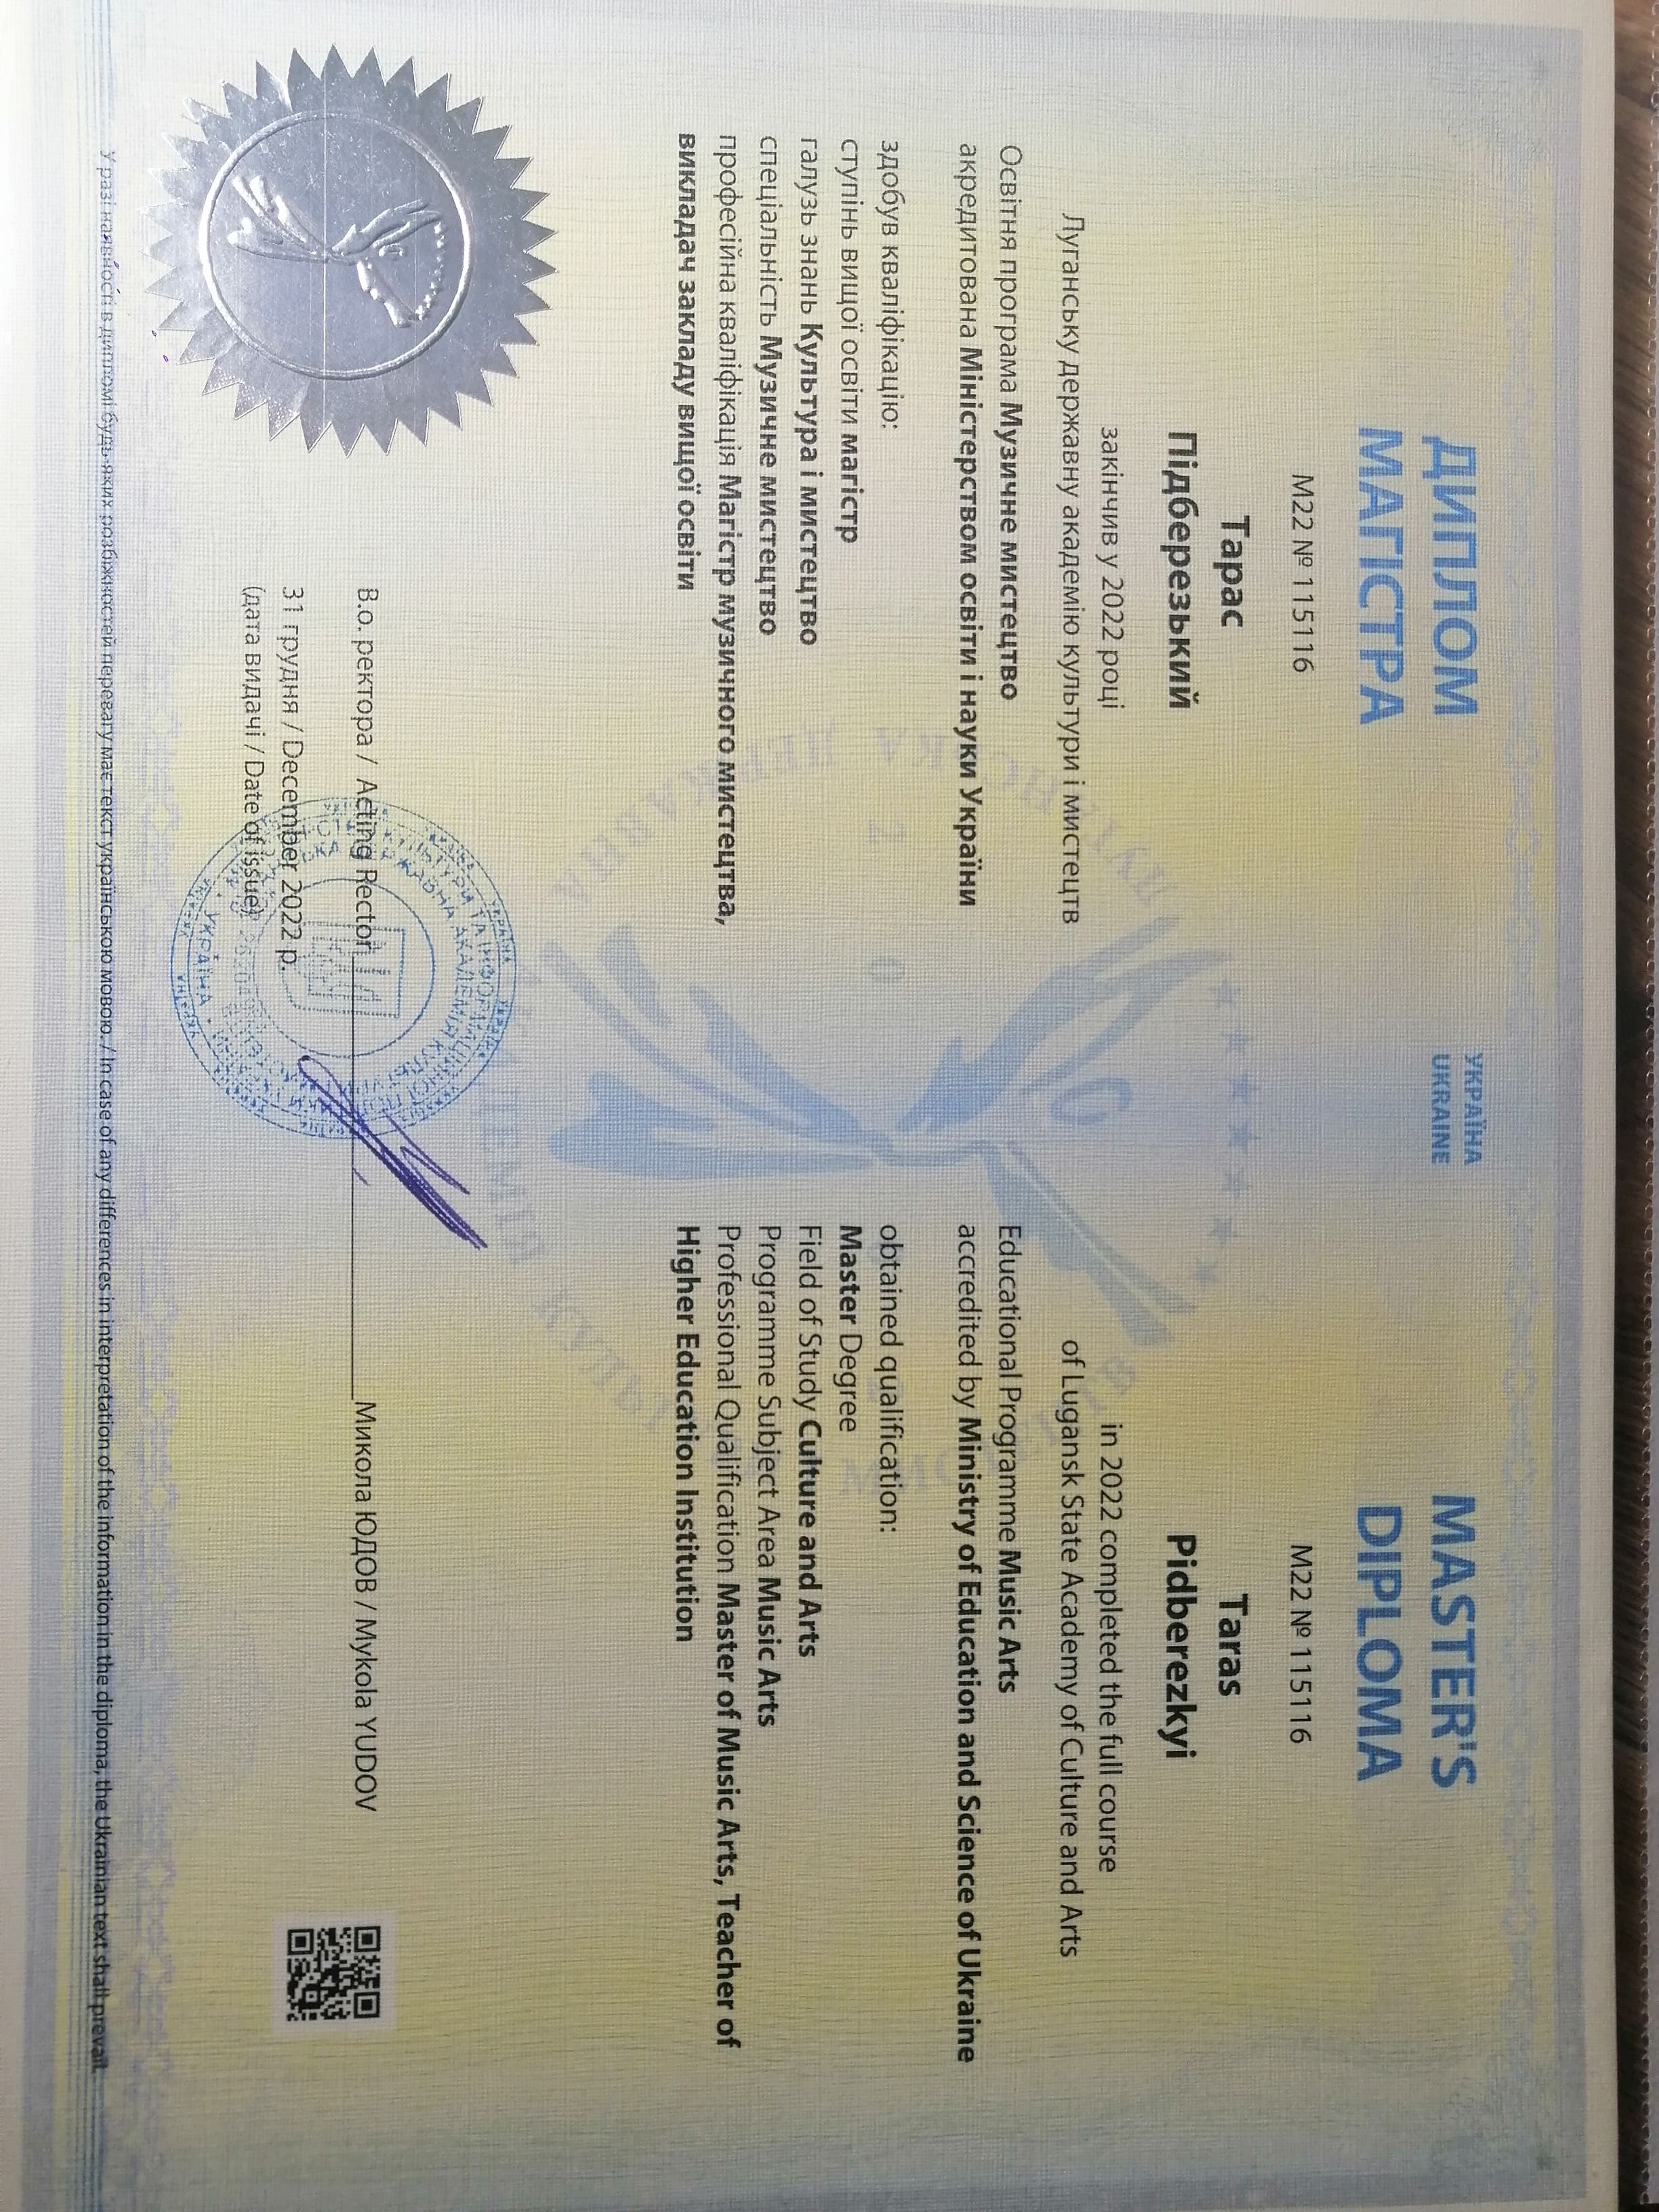 УКРАЇНА
UKRAINE
ДИПЛОМ
МАГІСТРА
М22 № 115116
Тарас
Підберезький
закінчив у 2022 році
Луганську державну академію культури і мистецтв
Освітня програма Музичне мистецтво
акредитована Міністерством освіти і науки України
здобув кваліфікацію:
ступінь вищої освіти магістр
галузь знань Культура і мистецтво
спеціальність Музичне мистецтво
професійна кваліфікація Магістр музичного мистецтва,
викладач закладу вищої освіти
MASTER'S
DIPLOMA
M22 № 115116
Taras
Pidberezkyi
in 2022 completed the full course
of Lugansk State Academy of Culture and Arts
Educational Programme Music Arts
accredited by Ministry of Education and Science of Ukraine
obtained qualification:
Master Degree
Field of Study Culture and Arts
Programme Subject Area Music Arts
Professional Qualification Master of Music Arts, Teacher of
Higher Education Institution
В.о. ректора / Acting Rector Микола ЮДОВ / Mykola YUDOV
31 грудня / December 2022 р.
(дата видачі / Date of issue)
У разі наявності в дипломі будь-яких розбіжностей перевагу має текст українською мовою. / In case of any differences in interpretation of the information in the diploma, the Ukrainian text shall prevail.